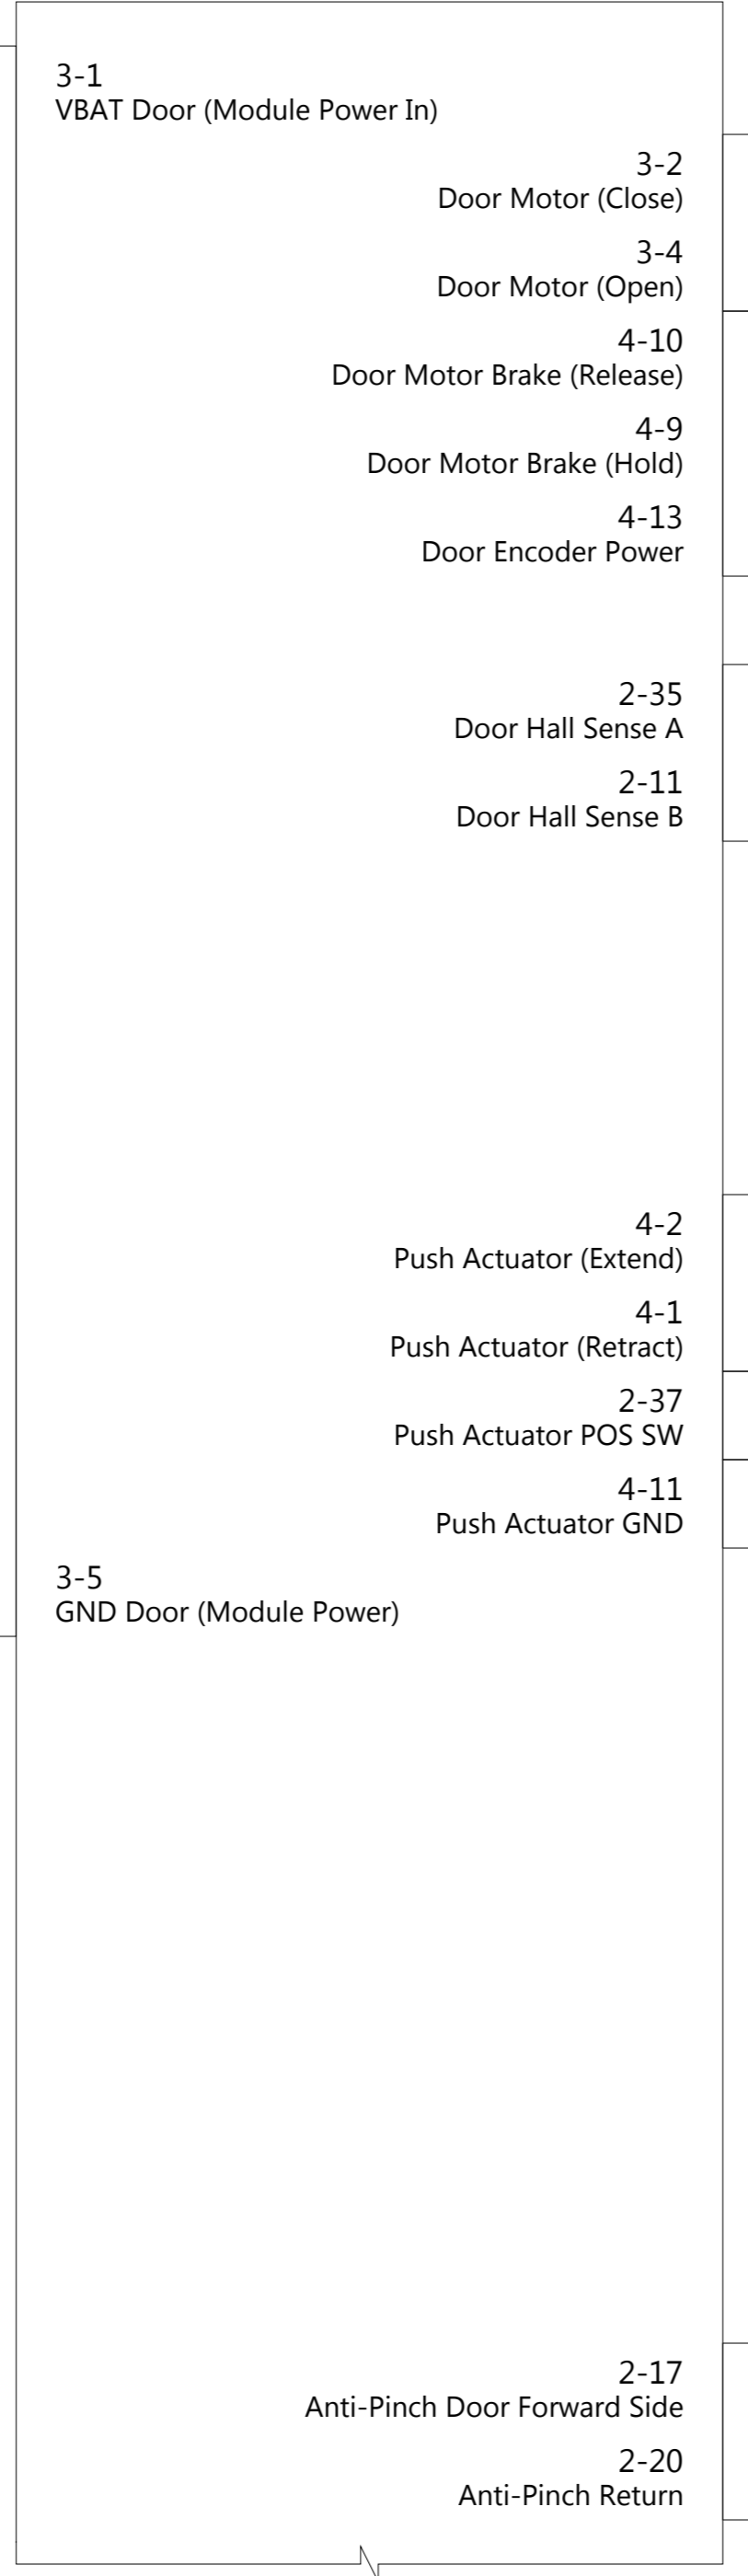 3-1
VBAT Door (Module Power In)
3-2
Door Motor (Close)
3-4
Door Motor (Open)
4-10
Door Motor Brake (Release)
4-9
Door Motor Brake (Hold)
4-13
Door Encoder Power
2-35
Door Hall Sense A
2-11
Door Hall Sense B
4-2
Push Actuator (Extend)
4-1
Push Actuator (Retract)
2-37
Push Actuator POS SW
4-11
Push Actuator GND
3-5
GND Door (Module Power)
2-17
Anti-Pinch Door Forward Side
2-20
Anti-Pinch Return